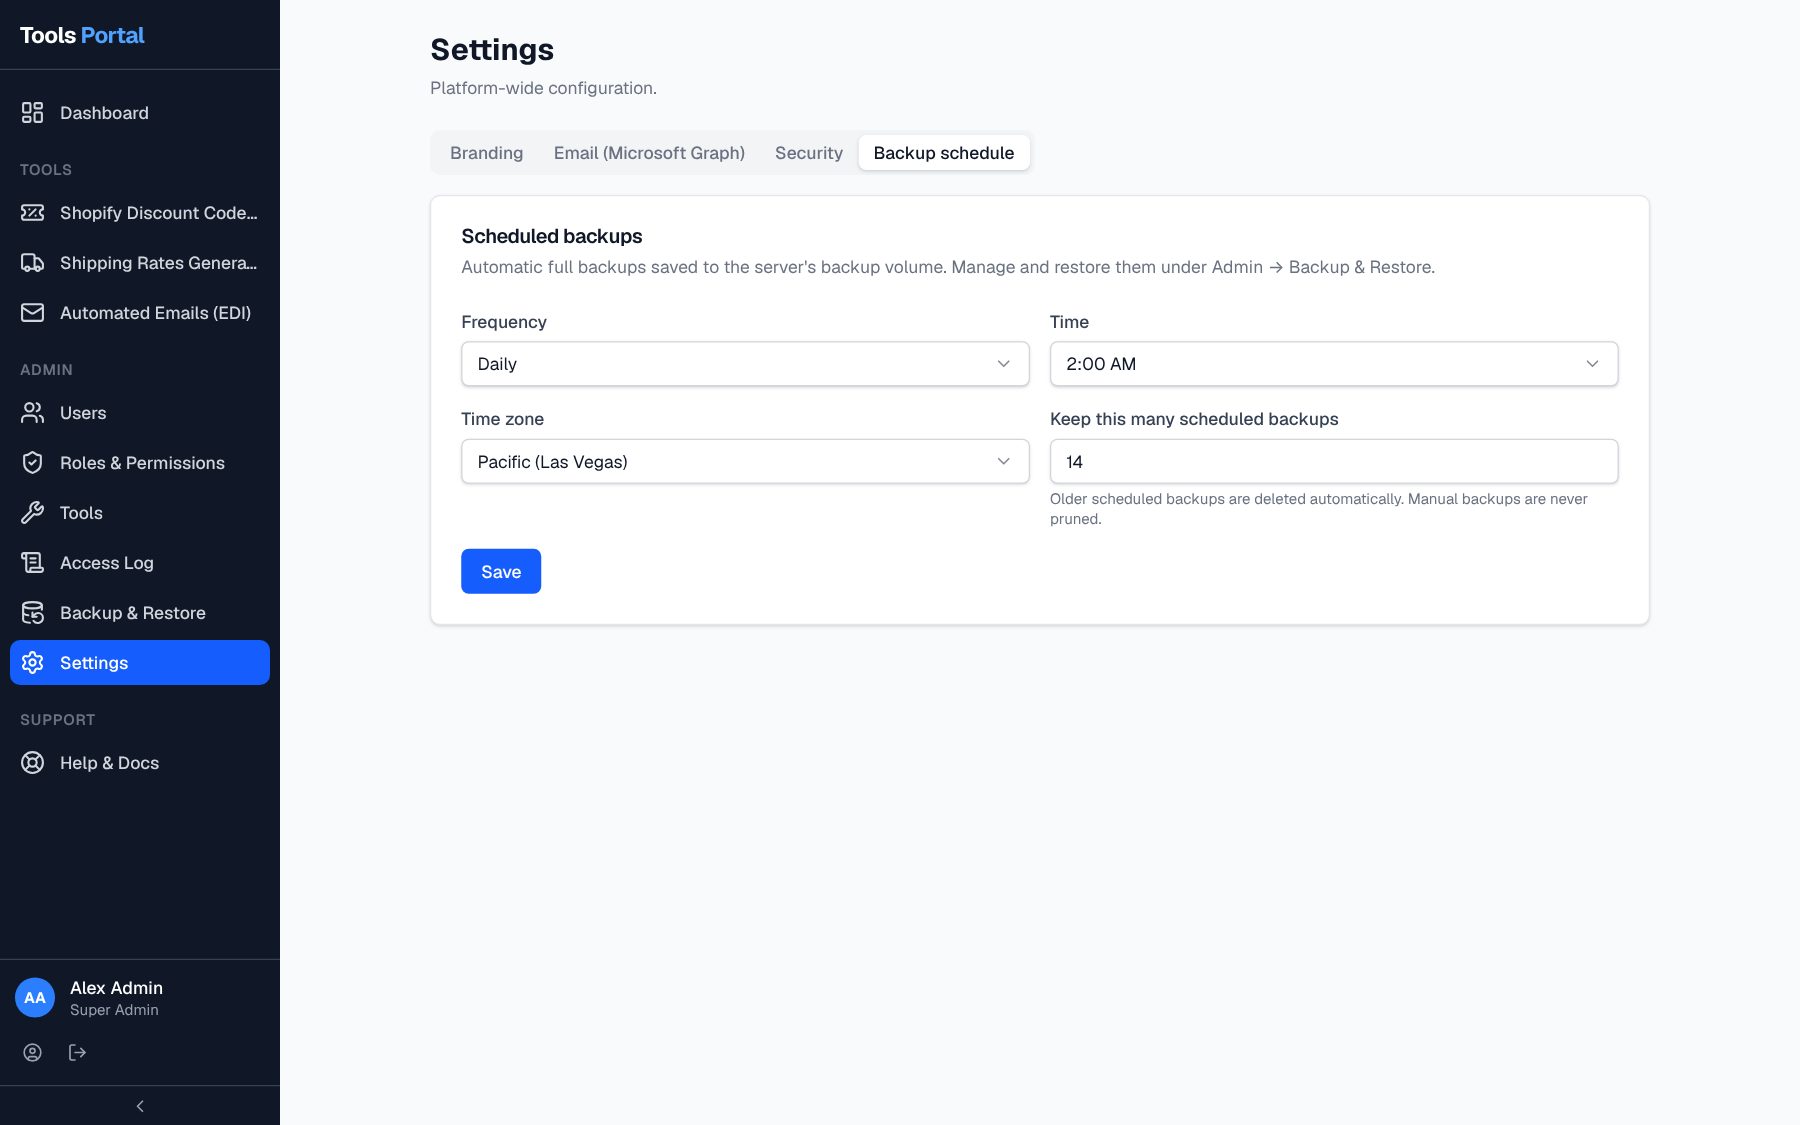 Tools Portal
Dashboard
TOOLS
Shopify Discount Code...
Shipping Rates Genera...
Automated Emails (EDI)
ADMIN
Users
Roles & Permissions
Tools
Access Log
Backup & Restore
Settings
SUPPORT
Help & Docs
AA
Alex Admin
Super Admin
Settings
Platform-wide configuration.
Branding
Email (Microsoft Graph)
Security
Backup schedule
Scheduled backups
Automatic full backups saved to the server's backup volume. Manage and restore them under Admin → Backup & Restore.
Frequency
Daily
Time
2:00 AM
Time zone
Pacific (Las Vegas)
Keep this many scheduled backups
14
Older scheduled backups are deleted automatically. Manual backups are never
pruned.
Save